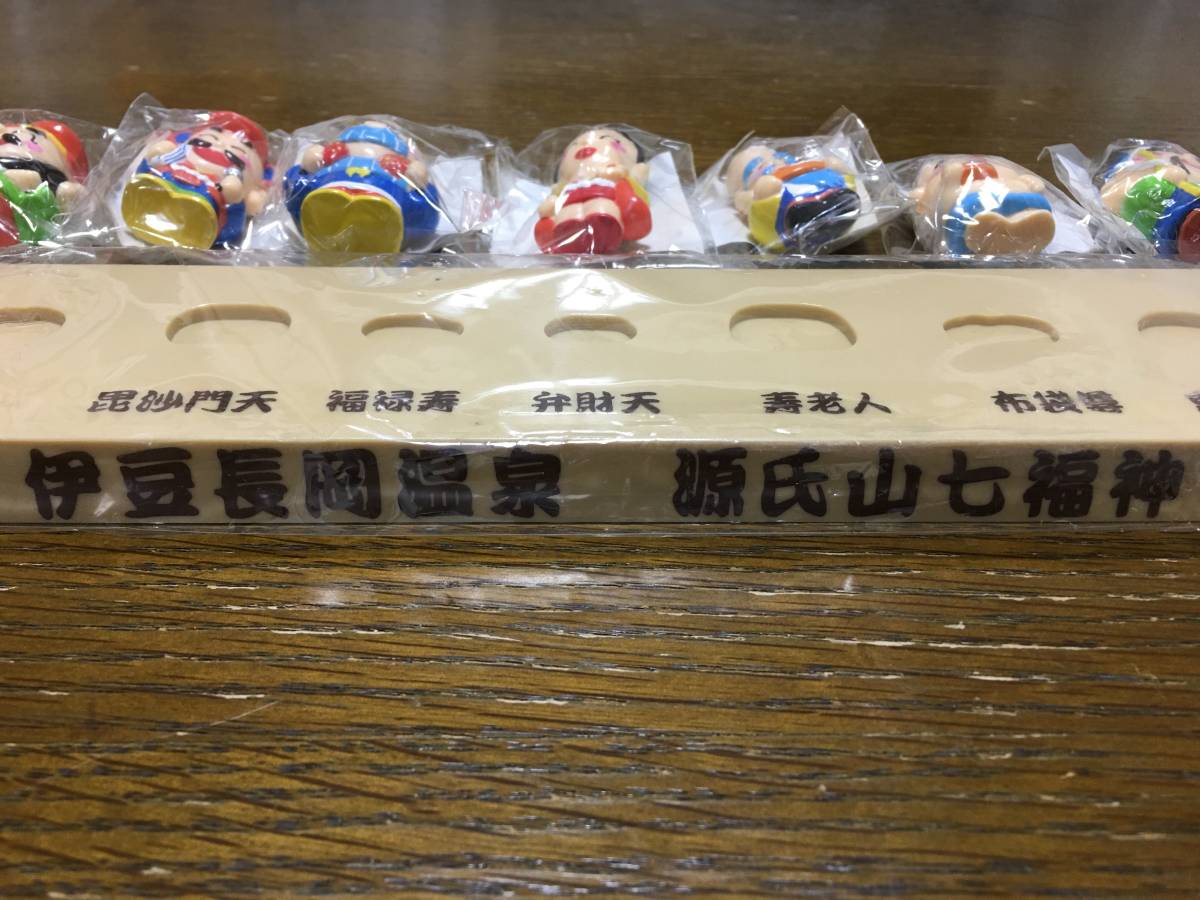 毘沙門天 福禄寿 弁財天 寿老人 布袋尊
伊豆長岡温泉 源氏山七福神